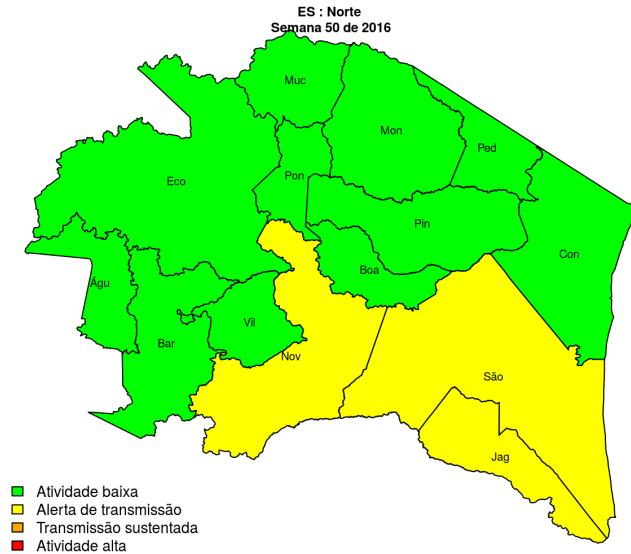 ES : Norte
Semana 50 de 2016
Muc
Mon
Ped
Eco
Pon
Pin
Con
Boa
Águ
Vil
Bar
Nov
São
Jag
Atividade baixa
Alerta de transmissão
Transmissão sustentada
Atividade alta